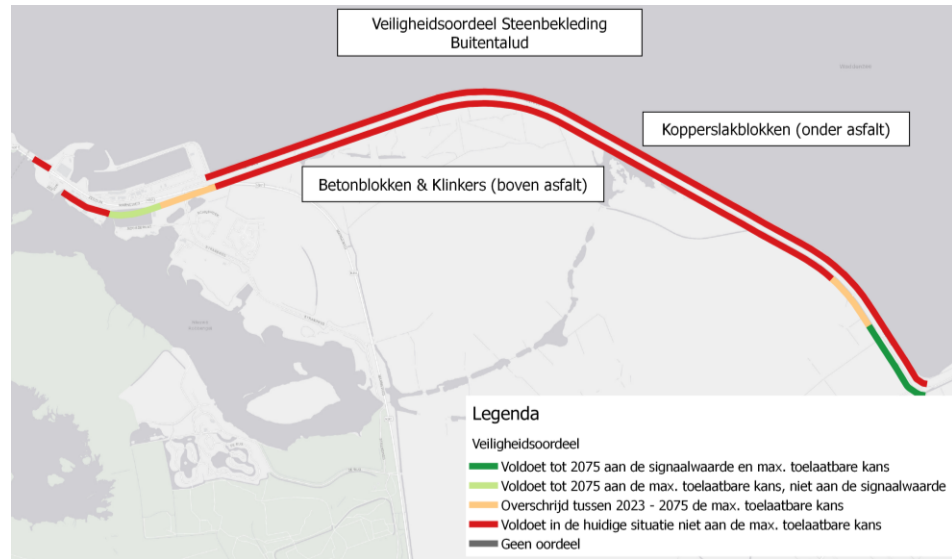 Veiligheidsoordeel Steenbekleding
Buitentalud
Kopperslakblokken (onder asfalt)
Betonblokken & Klinkers (boven asfalt)
Legenda
Veiligheidsoordeel
Voldoet tot 2075 aan de signaalwaarde en max. toelaatbare kans
Voldoet tot 2075 aan de max. toelaatbare kans, niet aan de signaalwaarde
Overschrijd tussen 2023 - 2075 de max. toelaatbare kans
Voldoet in de huidige situatie niet aan de max. toelaatbare kans
Geen oordeel